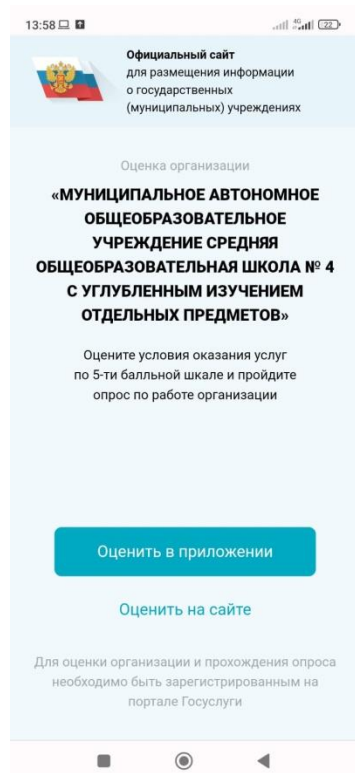 13:58
4G
22
Официальный сайт
для размещения информации
о государственных
(муниципальных) учреждениях
Оценка организации
«МУНИЦИПАЛЬНОЕ АВТОНОМНОЕ
ОБЩЕОБРАЗОВАТЕЛЬНОЕ
УЧРЕЖДЕНИЕ СРЕДНЯЯ
ОБЩЕОБРАЗОВАТЕЛЬНАЯ ШКОЛА № 4
С УГЛУБЛЕННЫМ ИЗУЧЕНИЕМ
ОТДЕЛЬНЫХ ПРЕДМЕТОВ»
Оцените условия оказания услуг
по 5-ти балльной шкале и пройдите
опрос по работе организации
Оценить в приложении
Оценить на сайте
Для оценки организации и прохождения опроса
необходимо быть зарегистрированным на
портале Госуслуги